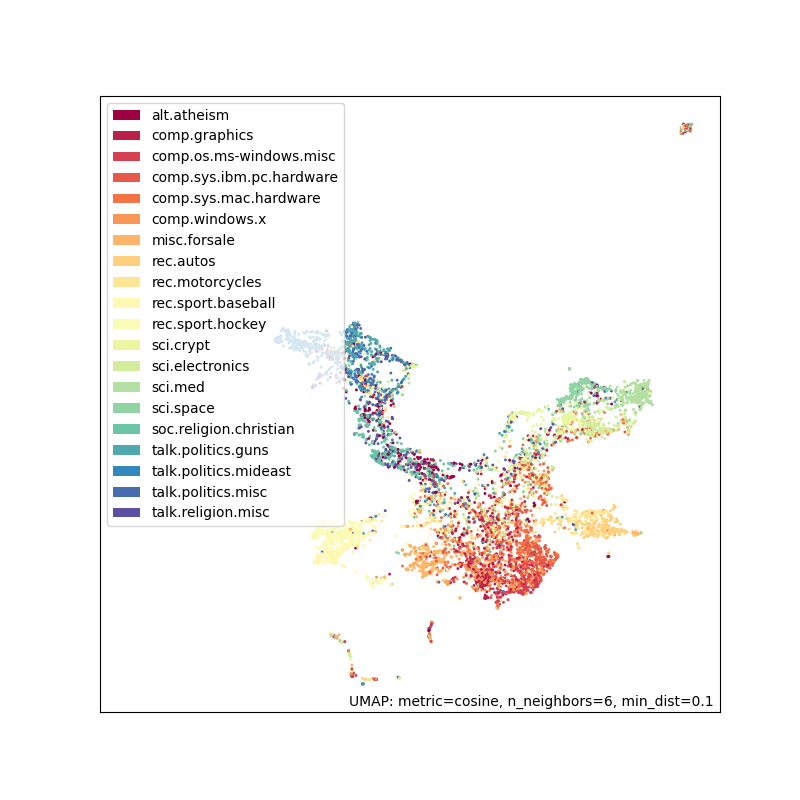 alt.atheism
comp.graphics
comp.os.ms-windows.misc
comp.sys.ibm.pc.hardware
comp.sys.mac.hardware
comp.windows.x
misc.forsale
rec.autos
rec.motorcycles
rec.sport.baseball
rec.sport.hockey
sci.crypt
sci.electronics
sci.med
sci.space
soc.religion.christian
talk.politics.guns
talk.politics.mideast
talk.politics.misc
talk.religion.misc
UMAP: metric=cosine, n_neighbors=6, min_dist=0.1